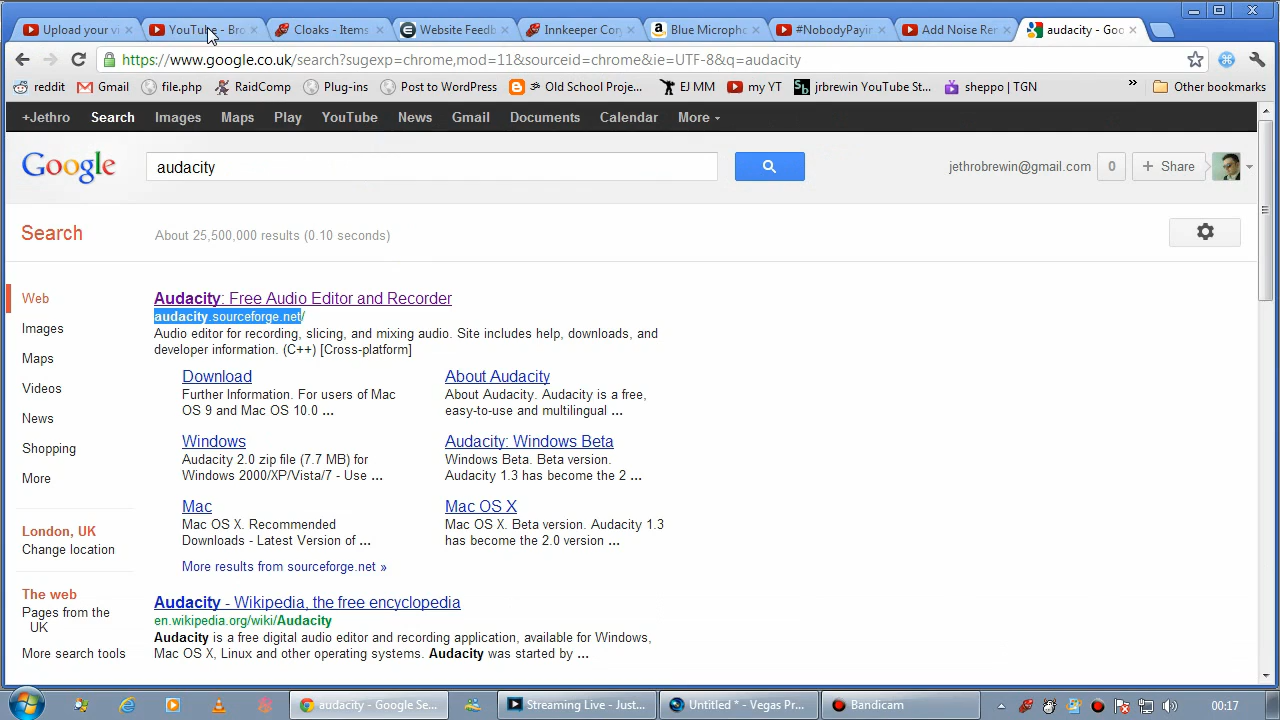 Upload your vi
YouTube - Bro
Cloaks - Items
Website Feedb
Innkeeper Cor
Blue Micropho
#NobodyPayin
Add Noise Rem
audacity - Goo
https://www.google.co.uk/search?sugexp=chrome,mod=11&sourceid=chrome&ie=UTF-8&q=audacity
reddit
Gmail
file.php
RaidComp
Plug-ins
Post to WordPress
Old School Proje...
EJ MM
my YT
jrbrewin YouTube St...
sheppo | TGN
»
Other bookmarks
+Jethro Search Images Maps Play YouTube News Gmail Documents Calendar More
Google
audacity
jethrobrewin@gmail.com
0
+ Share
Search
About 25,500,000 results (0.10 seconds)
Web
Images
Maps
Videos
News
Shopping
More
London, UK
Change location
The web
Pages from the
UK
More search tools
Audacity: Free Audio Editor and Recorder
audacity.sourceforge.net/
Audio editor for recording, slicing, and mixing audio. Site includes help, downloads, and
developer information. (C++) [Cross-platform]
Download
Further Information. For users of Mac
OS 9 and Mac OS 10.0 ...
About Audacity
About Audacity. Audacity is a free,
easy-to-use and multilingual ...
Windows
Audacity 2.0 zip file (7.7 MB) for
Windows 2000/XP/Vista/7 - Use ...
Audacity: Windows Beta
Windows Beta. Beta version.
Audacity 1.3 has become the 2 ...
Mac
Mac OS X. Recommended
Downloads - Latest Version of ...
Mac OS X
Mac OS X. Beta version. Audacity 1.3
has become the 2.0 version ...
More results from sourceforge.net »
Audacity - Wikipedia, the free encyclopedia
en.wikipedia.org/wiki/Audacity
Audacity is a free digital audio editor and recording application, available for Windows,
Mac OS X, Linux and other operating systems. Audacity was started by ...
audacity - Google Se...
Streaming Live - Just...
Untitled * - Vegas Pr...
Bandicam
00:17